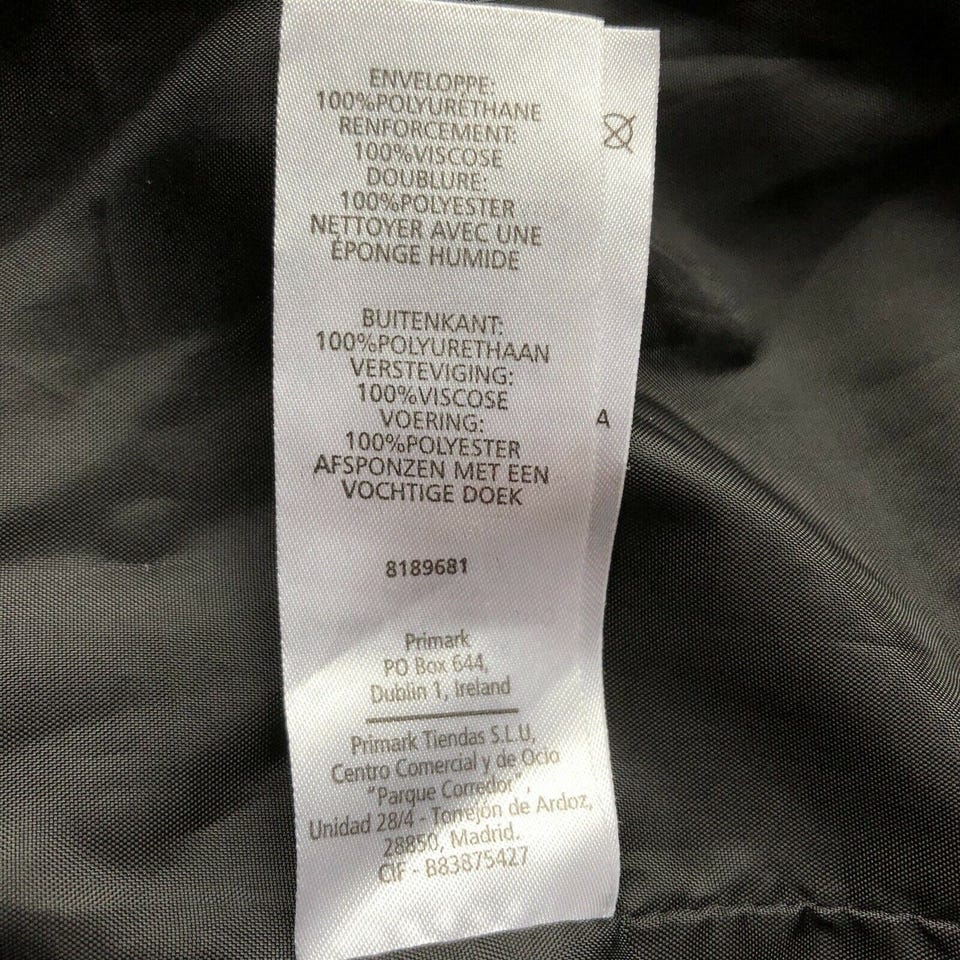 ENVELOPPE:
100%POLYURETHANE
RENFORCEMENT:
100%VISCOSE
DOUBLURE:
100%POLYESTER
NETTOYER AVEC UNE
ÉPONGE HUMIDE
BUITENKANT:
100%POLYURETHAAN
VERSTEVIGING:
100%VISCOSE
VOERING:
100%POLYESTER
AFSPONZEN MET EEN
VOCHTIGE DOEK
8189681
Primark
PO Box 644,
Dublin 1, Ireland
Primark Tiendas S.L.U,
Centro Comercial y de Ocio
"Parque Corredor",
Unidad 28/4 - Torrejón de Ardoz,
28850, Madrid.
CIF - B83875427
A